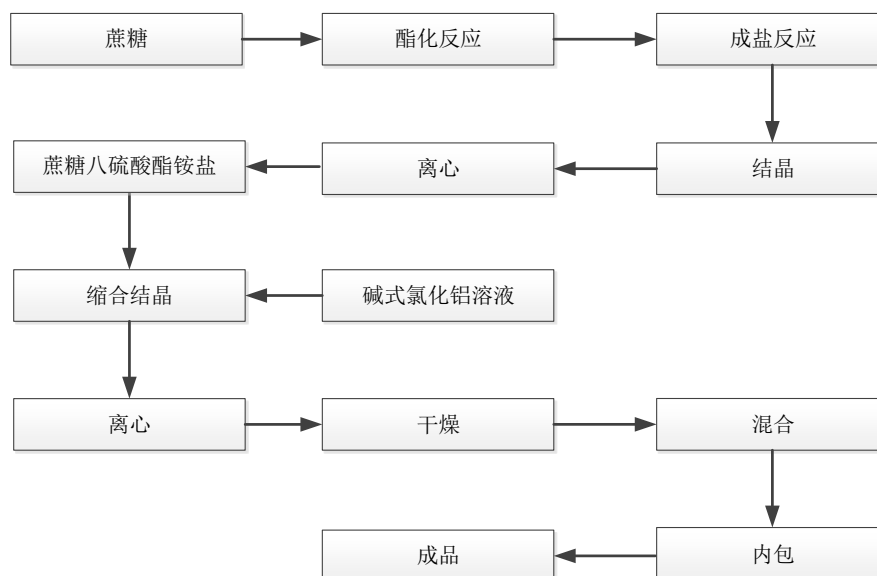 蔗糖
酯化反应
成盐反应
蔗糖八硫酸酯铵盐
离心
结晶
缩合结晶
碱式氯化铝溶液
离心
干燥
混合
成品
内包